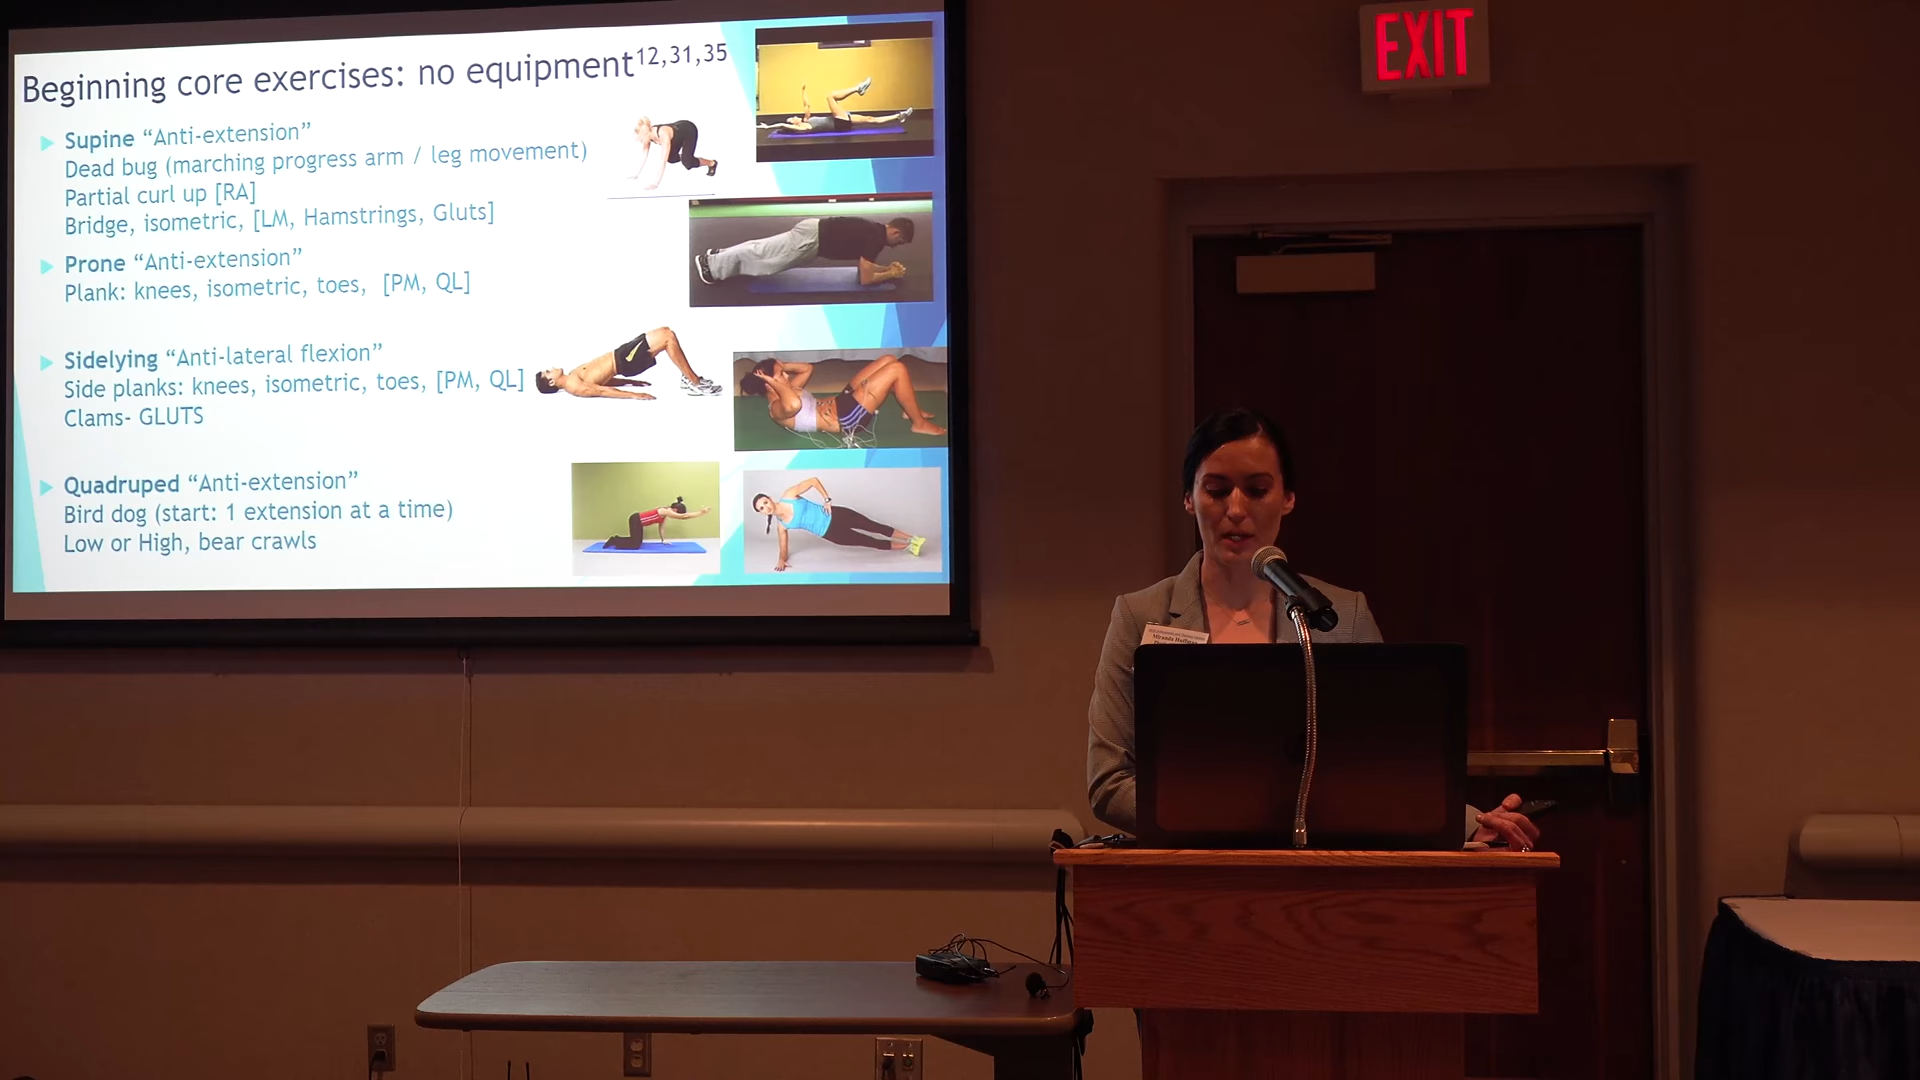 Beginning core exercises: no equipment12,31,35
Supine “Anti-extension”
Dead bug (marching progress arm / leg movement)
Partial curl up [RA]
Bridge, isometric, [LM, Hamstrings, Gluts]
Prone “Anti-extension”
Plank: knees, isometric, toes, [PM, QL]
Sidelying “Anti-lateral flexion”
Side planks: knees, isometric, toes, [PM, QL]
Clams- GLUTS
Quadruped “Anti-extension”
Bird dog (start: 1 extension at a time)
Low or High, bear crawls
EXIT
Miranda Huffman